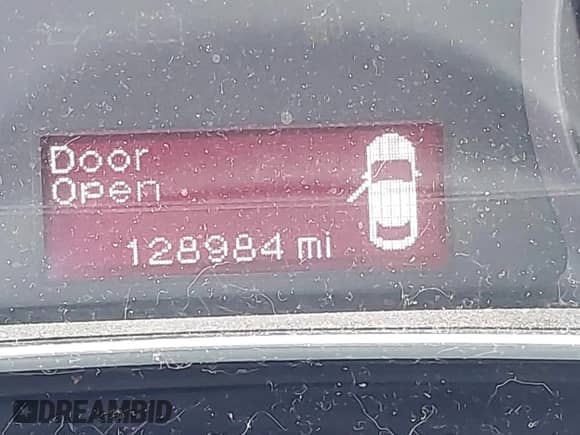 Door
Open
128984 mi
DREAMBID